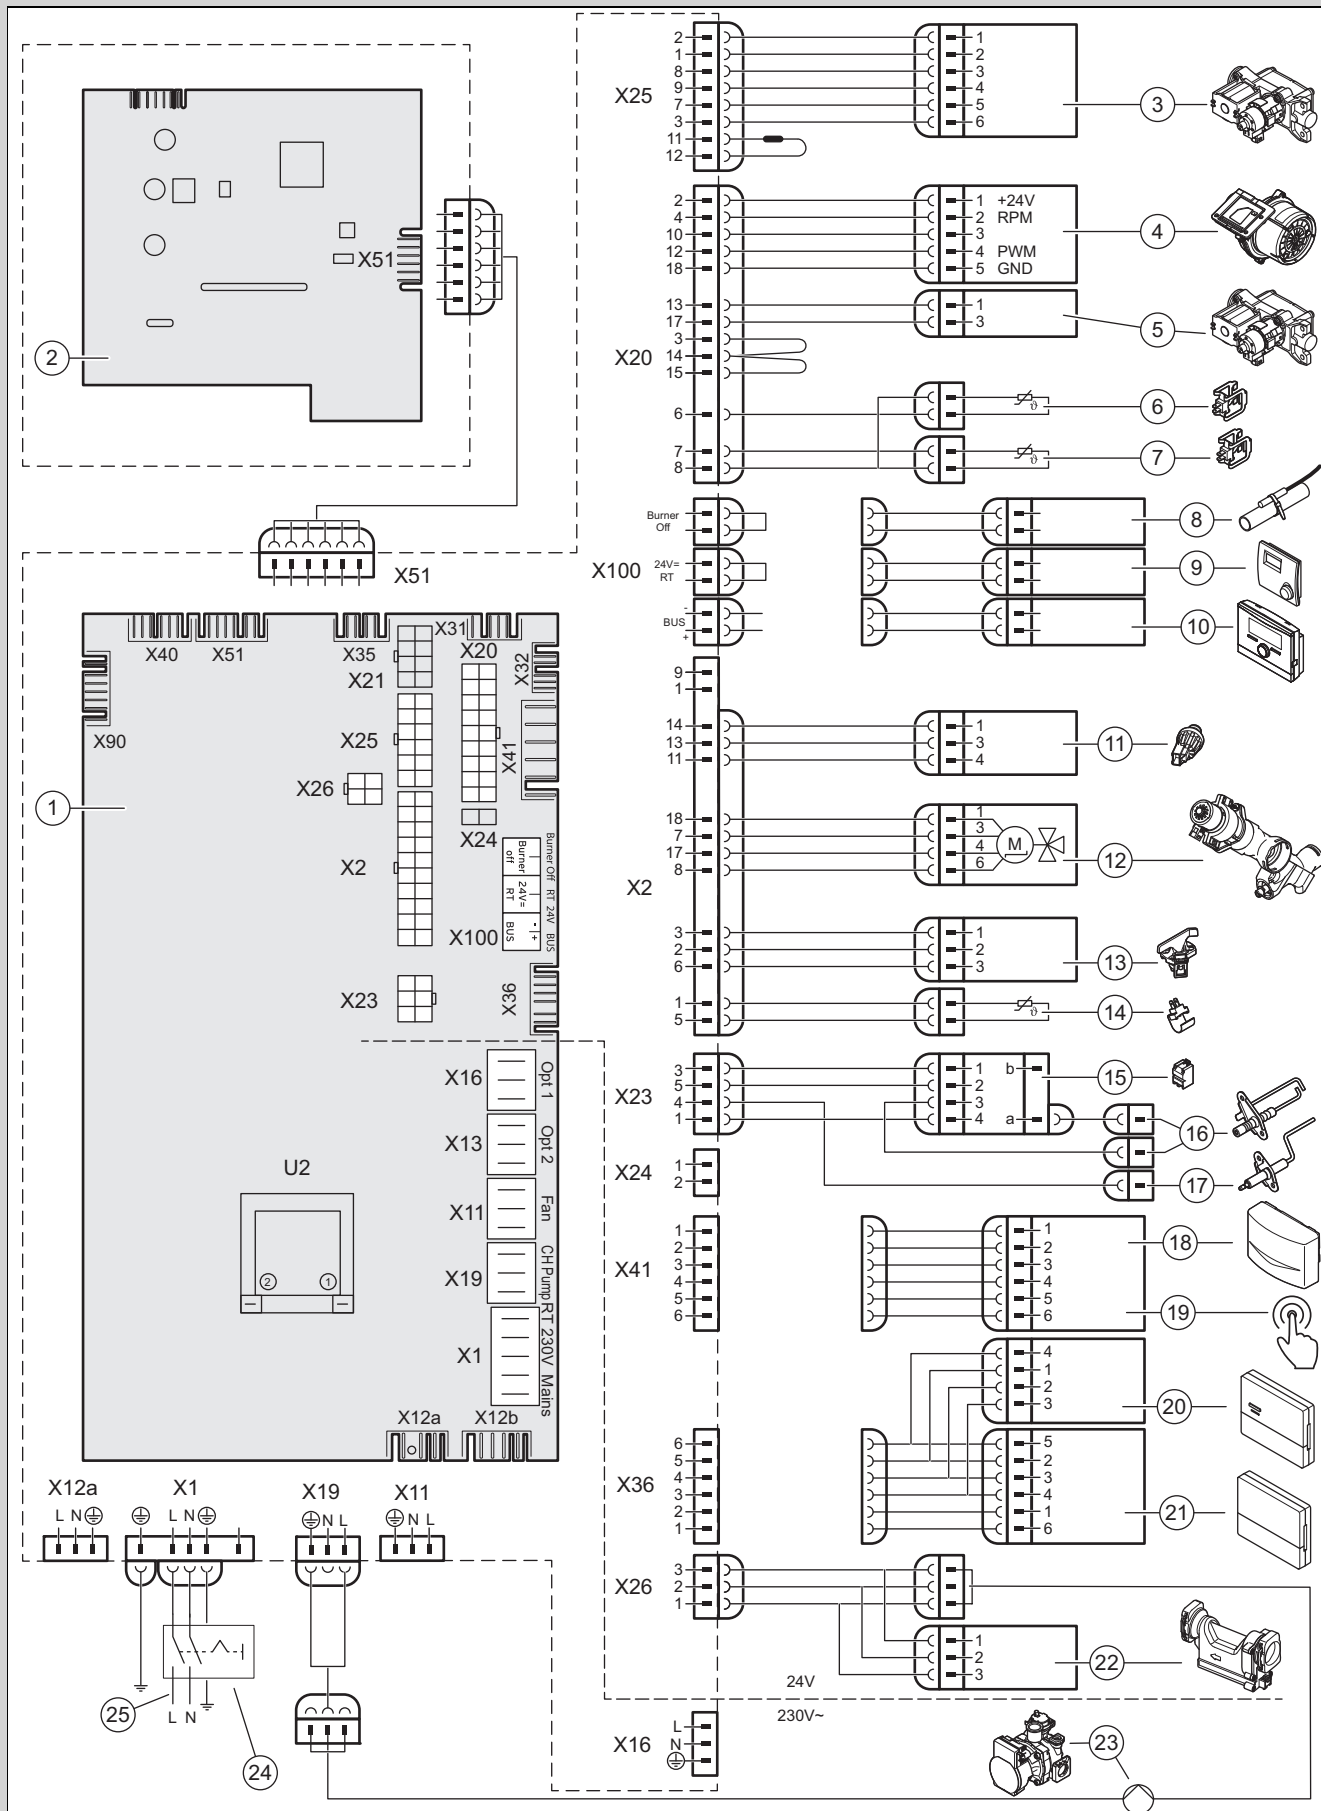 2 1
1 2
8 3
X25 9 4 3
7 5
3 6
11
12
2 1 +24V
4 2 RPM
10 3 4
12 4 PWM
18 5 GND
X51
13 1
17 3 5
2
3
X20 14
15
6 ϑ 6
7 ϑ 7
8
Burner
Off 8
X51
X100 24V=
RT 9
-
BUS
+ 10
X40 X51 X35 X31 X20 X32
X21
X90
X25 X41
X26
1
X24
X2
Burner off Burner Off
24V= RT RT 24V
X100 BUS - + BUS
X23 X36
9
1
14 1
13 3 11
11 4
18 1
7 3
17 4 M 12
8 6
X2
3 1
2 2
6 3 13
1 ϑ
5 14
X16 Opt 1
X13 Opt 2
U2
X11 Fan
X19 CH Pump
2 1
X1 RT 230V Mains
X12a X12b
3 1 b
X23 5 2 15
4 3
1 4 a 16
X24 1
2 17
1 1
2 2 18
X41 3 3
4 4
5 5 19
6 6
4
1
2 20
3
6 5
5 2
X36 4 3
3 4
2 1 21
1 6
X12a X1 X19 X11
L N L N N L N L
3
X26 2
1
1
2 22
3
25
L N
24
24V
230V~
X16 L
N
23